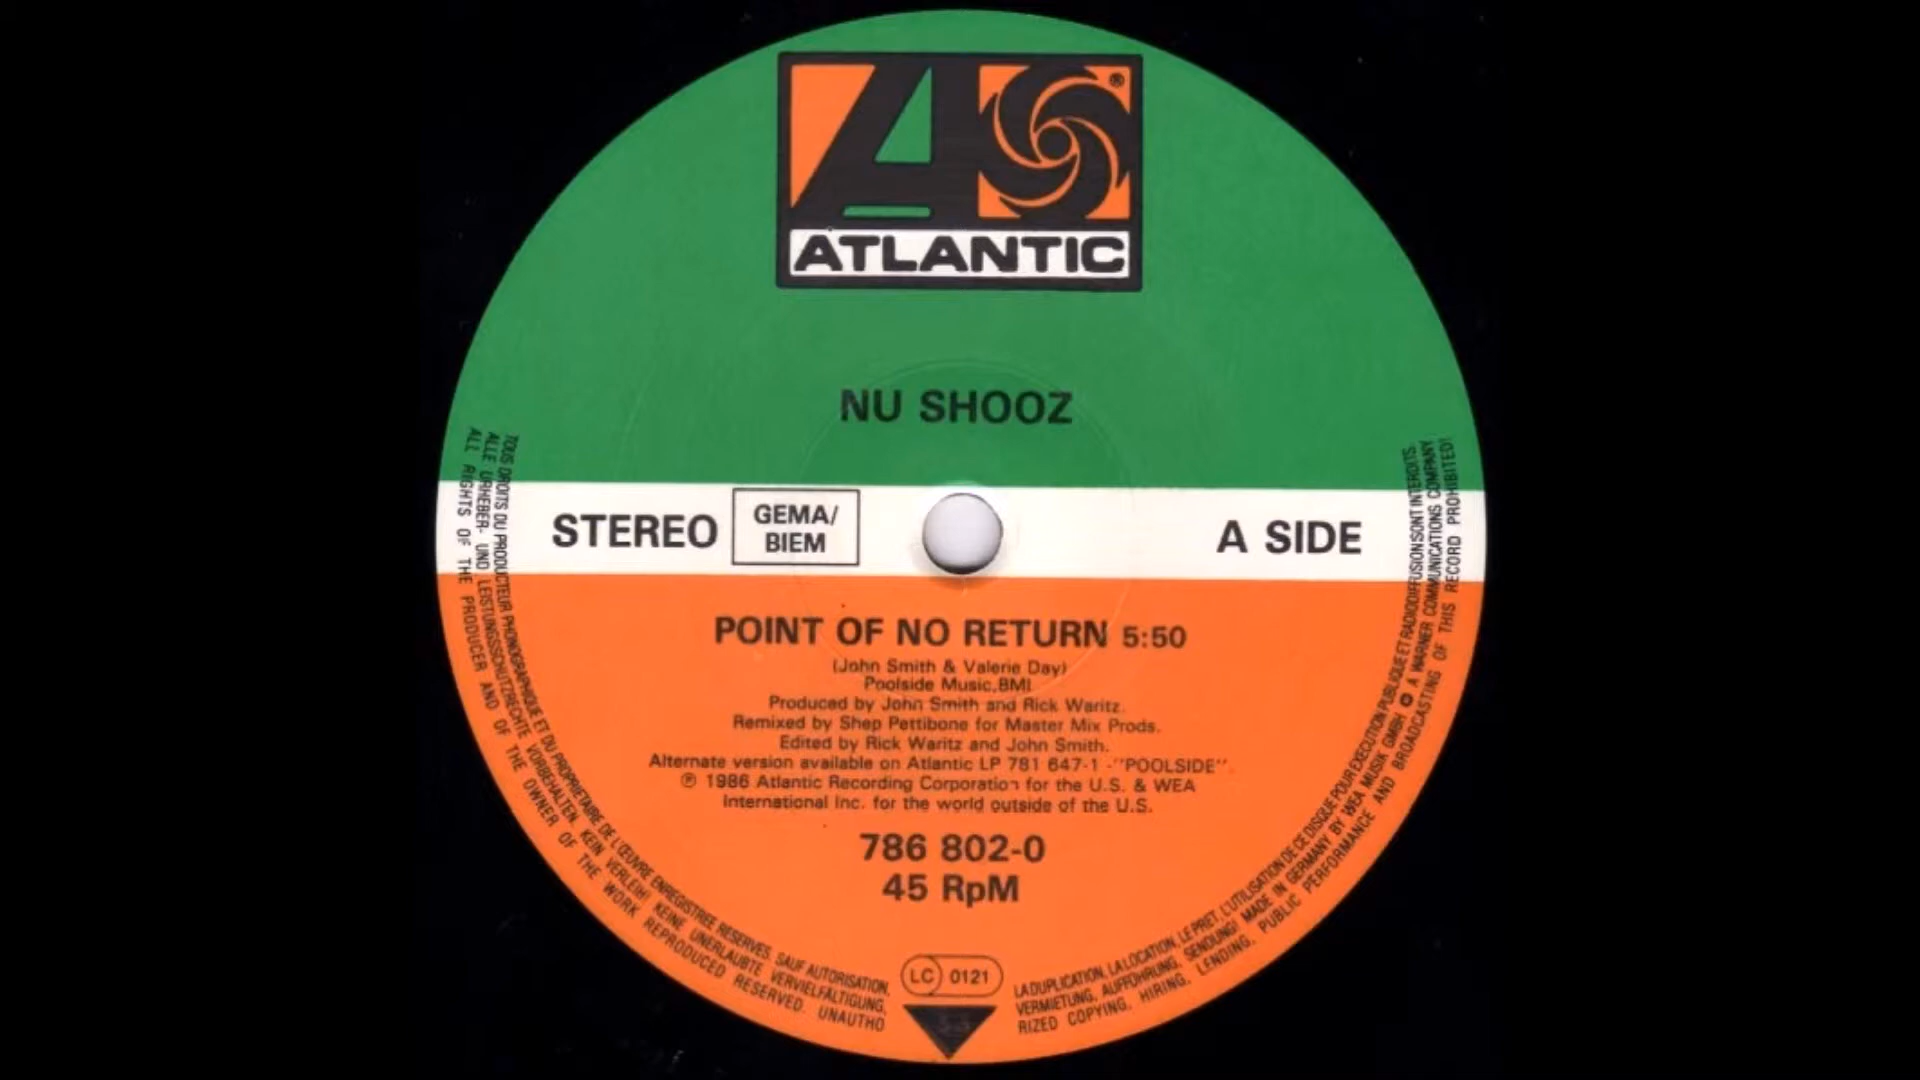 ATLANTIC
®
NU SHOOZ
STEREO
GEMA/
BIEM
A SIDE
POINT OF NO RETURN 5:50
(John Smith & Valerie Day)
Poolside Music,BMI
Produced by John Smith and Rick Waritz.
Remixed by Shep Pettibone for Master Mix Prods.
Edited by Rick Waritz and John Smith.
Alternate version available on Atlantic LP 781 647-1 -"POOLSIDE".
℗ 1986 Atlantic Recording Corporation for the U.S. & WEA
International Inc. for the world outside of the U.S.
786 802-0
45 RpM
LC 0121
TOUS DROITS DU PRODUCTEUR PHONOGRAPHIQUE ET DU PROPRIETAIRE DE L'ŒUVRE ENREGISTREE RESERVES. SAUF AUTORISATION,
LA DUPLICATION, LA LOCATION, LE PRET, L'UTILISATION DE CE DISQUE POUR EXECUTION PUBLIQUE ET RADIODIFFUSION SONT INTERDITS.
ALLE URHEBER- UND LEISTUNGSSCHUTZRECHTE VORBEHALTEN. KEIN VERLEIH! KEINE UNERLAUBTE VERVIELFÄLTIGUNG,
VERMIETUNG, AUFFÜHRUNG, SENDUNG! MADE IN GERMANY BY WEA MUSIK GMBH A WARNER COMMUNICATIONS COMPANY
ALL RIGHTS OF THE PRODUCER AND OF THE OWNER OF THE WORK REPRODUCED RESERVED. UNAUTHO
RIZED COPYING, HIRING, LENDING, PUBLIC PERFORMANCE AND BROADCASTING OF THIS RECORD PROHIBITED!